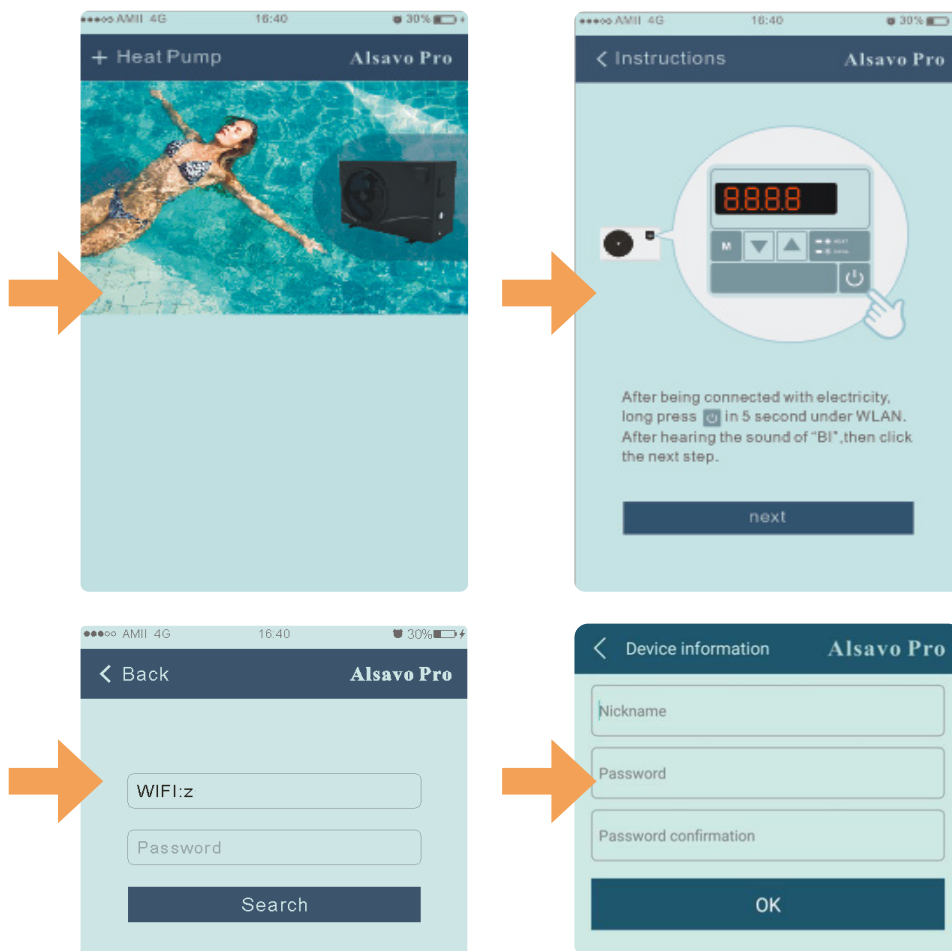 AMII 4G 16:40 30%
+ Heat Pump Alsavo Pro
AMII 4G 16:40 30%
< Instructions Alsavo Pro
8.8.8.8
M
After being connected with electricity,
long press in 5 second under WLAN.
After hearing the sound of "BI",then click
the next step.
next
AMII 4G 16:40 30%
< Back Alsavo Pro
WIFI:z
Password
Search
< Device information Alsavo Pro
Nickname
Password
Password confirmation
OK